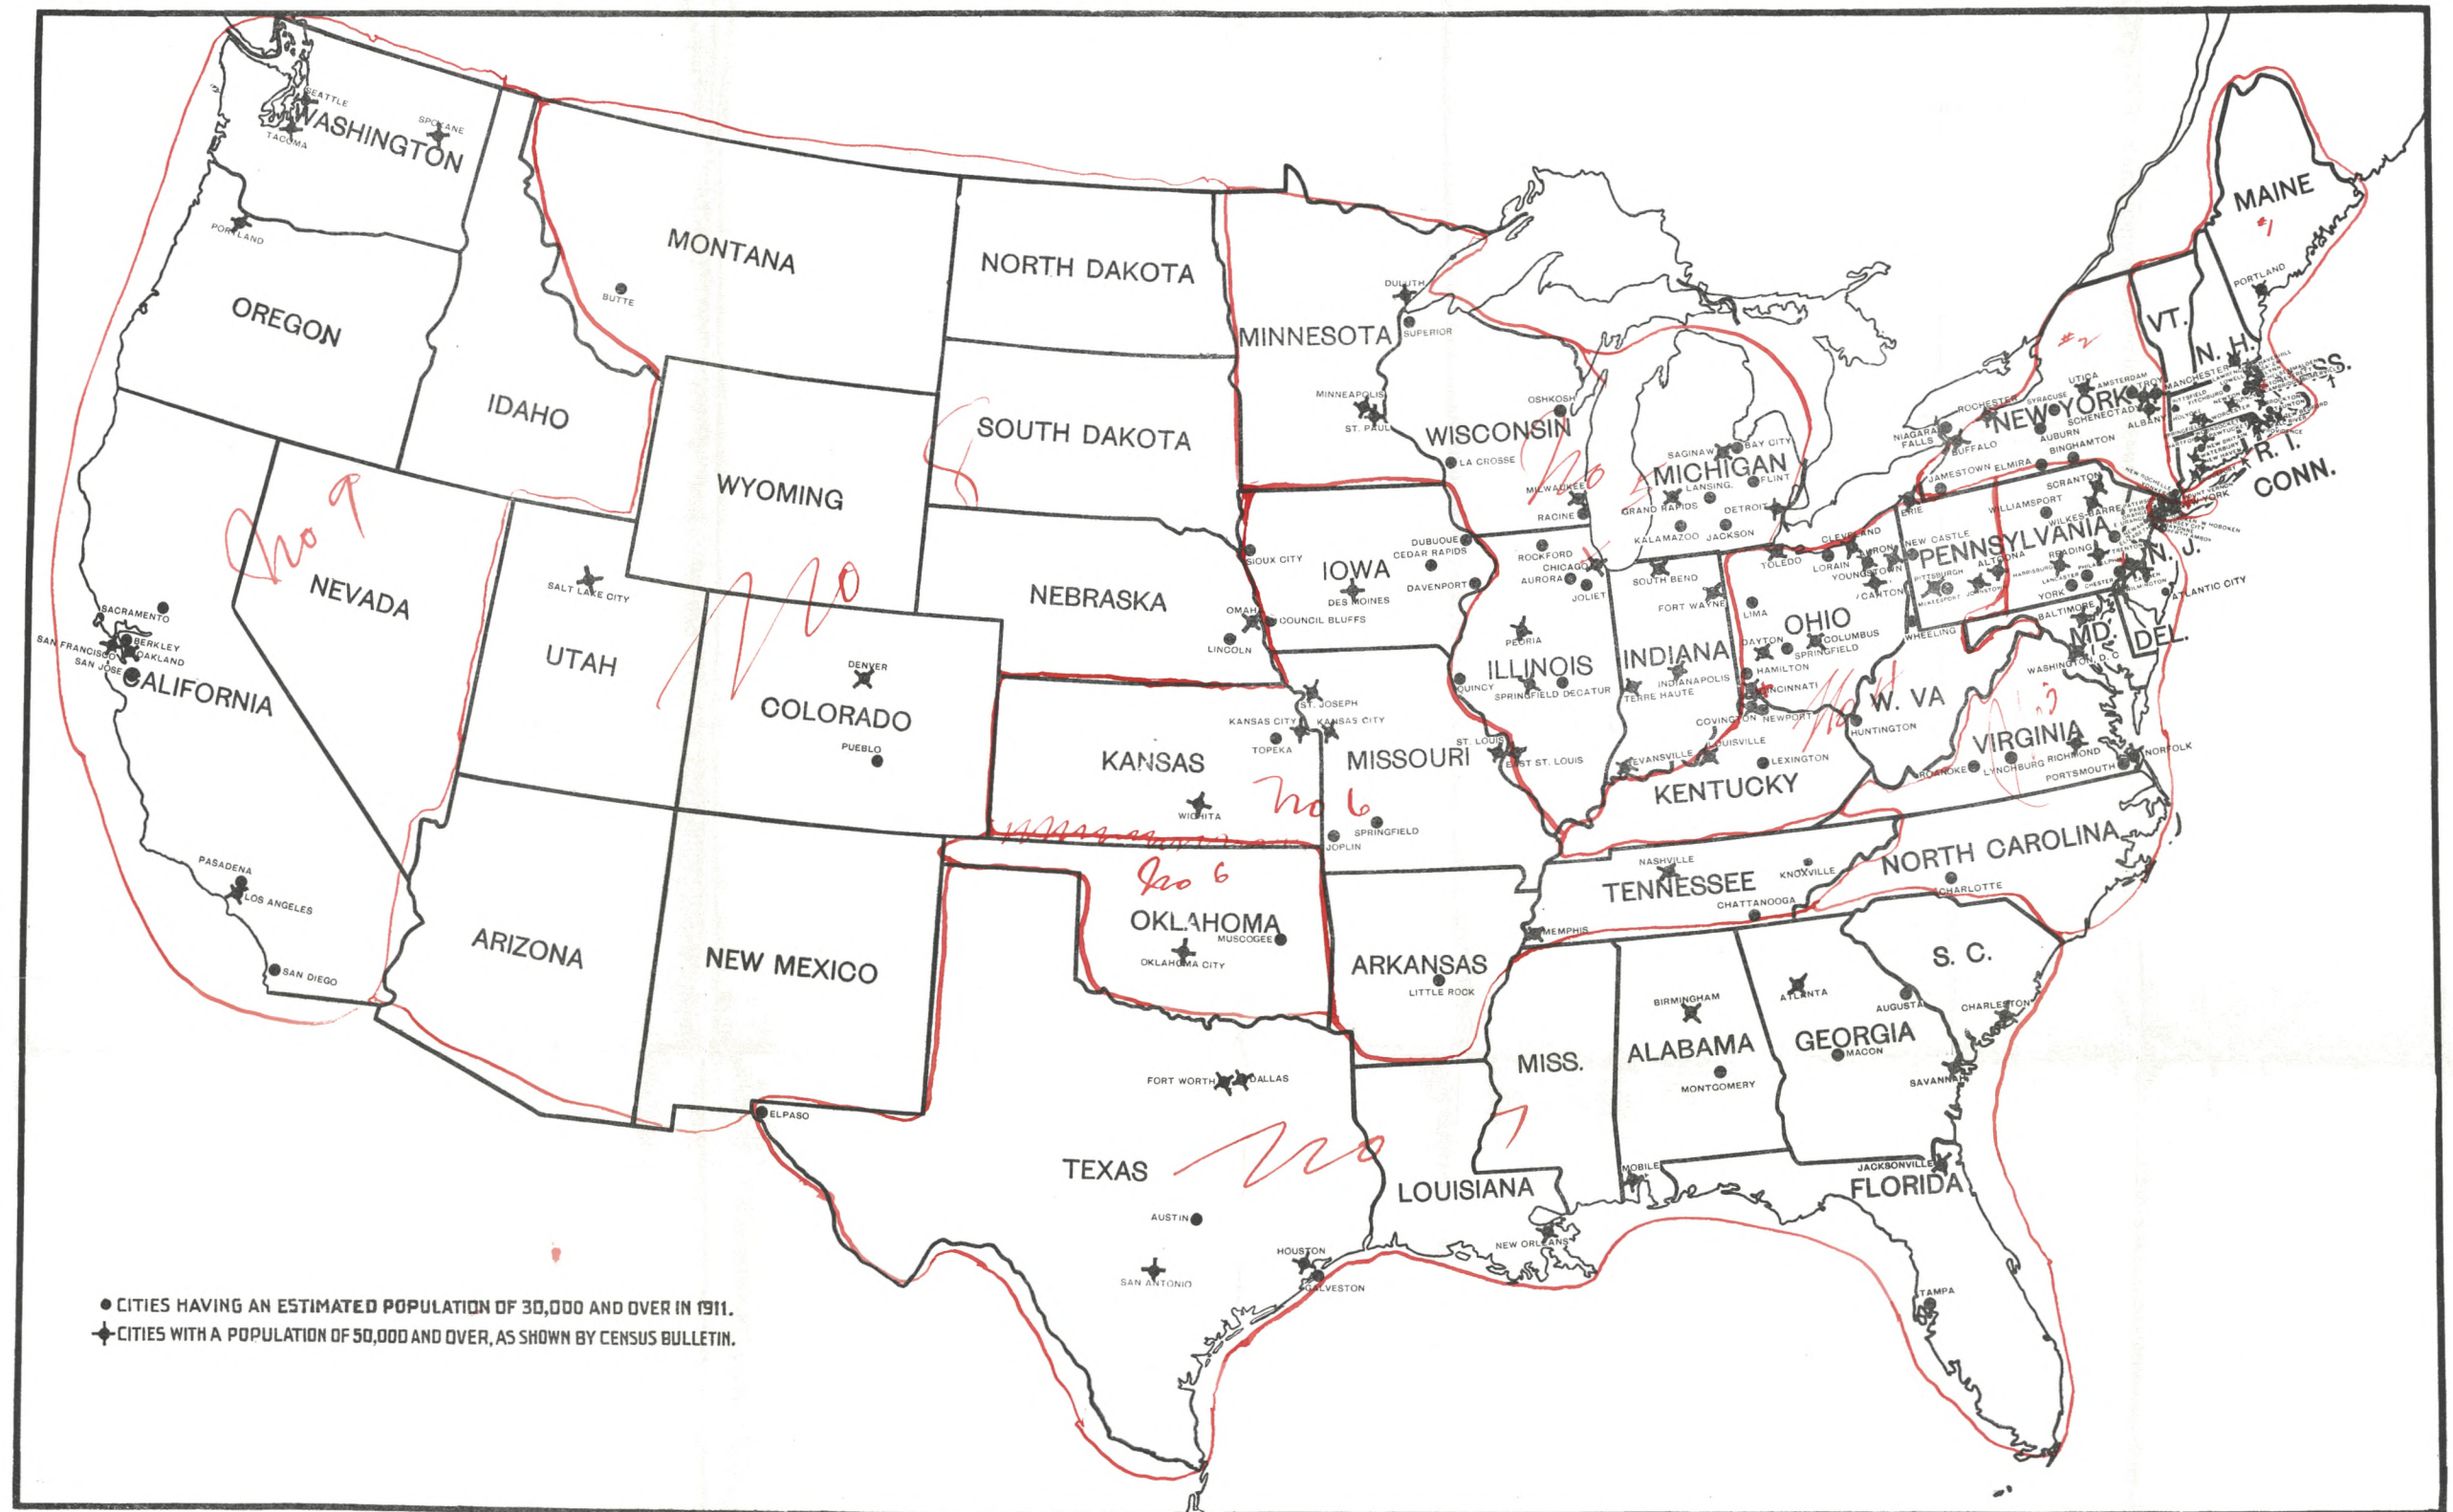 WASHINGTON
SEATTLE
TACOMA
SPOKANE
OREGON
PORTLAND
IDAHO
MONTANA
BUTTE
NORTH DAKOTA
SOUTH DAKOTA
MINNESOTA
DULUTH
SUPERIOR
MINNEAPOLIS
ST. PAUL
WISCONSIN
OSHKOSH
LA CROSSE
MILWAUKEE
RACINE
No 5
MICHIGAN
SAGINAW
BAY CITY
FLINT
LANSING
GRAND RAPIDS
DETROIT
KALAMAZOO
JACKSON
MAINE
#1
PORTLAND
VT.
N. H.
MANCHESTER
R. I.
CONN.
#2
NEW YORK
UTICA
AMSTERDAM
TROY
ROCHESTER
SYRACUSE
SCHENECTADY
ALBANY
NIAGARA
FALLS
BUFFALO
AUBURN
BINGHAMTON
JAMESTOWN
ELMIRA
PENNSYLVANIA
ERIE
SCRANTON
WILLIAMSPORT
WILKES-BARRE
NEW CASTLE
ALTOONA
READING
PITTSBURGH
JOHNSTOWN
McKEESPORT
HARRISBURG
LANCASTER
CHESTER
YORK
N. J.
ATLANTIC CITY
WILMINGTON
MD.
BALTIMORE
DEL.
WASHINGTON, D. C
WYOMING
NEBRASKA
OMAHA
LINCOLN
IOWA
SIOUX CITY
DUBUQUE
CEDAR RAPIDS
DAVENPORT
DES MOINES
COUNCIL BLUFFS
ILLINOIS
ROCKFORD
CHICAGO
AURORA
JOLIET
PEORIA
QUINCY
SPRINGFIELD
DECATUR
EAST ST. LOUIS
INDIANA
SOUTH BEND
FORT WAYNE
INDIANAPOLIS
TERRE HAUTE
EVANSVILLE
OHIO
TOLEDO
CLEVELAND
LORAIN
AKRON
YOUNGSTOWN
CANTON
LIMA
COLUMBUS
DAYTON
SPRINGFIELD
HAMILTON
CINCINNATI
No 4
W. VA
WHEELING
HUNTINGTON
VIRGINIA
3
ROANOKE
LYNCHBURG
RICHMOND
NORFOLK
PORTSMOUTH
KENTUCKY
COVINGTON
NEWPORT
LOUISVILLE
LEXINGTON
No 9
NEVADA
CALIFORNIA
SACRAMENTO
SAN FRANCISCO
BERKLEY
OAKLAND
SAN JOSE
PASADENA
LOS ANGELES
SAN DIEGO
UTAH
SALT LAKE CITY
No 8
COLORADO
DENVER
PUEBLO
KANSAS
KANSAS CITY
TOPEKA
WICHITA
No 6
MISSOURI
ST. JOSEPH
KANSAS CITY
ST. LOUIS
SPRINGFIELD
JOPLIN
ARIZONA
NEW MEXICO
No 6
OKLAHOMA
MUSCOGEE
OKLAHOMA CITY
ARKANSAS
LITTLE ROCK
TENNESSEE
NASHVILLE
KNOXVILLE
CHATTANOOGA
MEMPHIS
NORTH CAROLINA
CHARLOTTE
S. C.
CHARLESTON
GEORGIA
ATLANTA
AUGUSTA
MACON
SAVANNAH
ALABAMA
BIRMINGHAM
MONTGOMERY
MOBILE
MISS.
TEXAS
ELPASO
FORT WORTH
DALLAS
AUSTIN
SAN ANTONIO
HOUSTON
GALVESTON
No 7
LOUISIANA
NEW ORLEANS
FLORIDA
JACKSONVILLE
TAMPA
CITIES HAVING AN ESTIMATED POPULATION OF 30,000 AND OVER IN 1911.
CITIES WITH A POPULATION OF 50,000 AND OVER, AS SHOWN BY CENSUS BULLETIN.